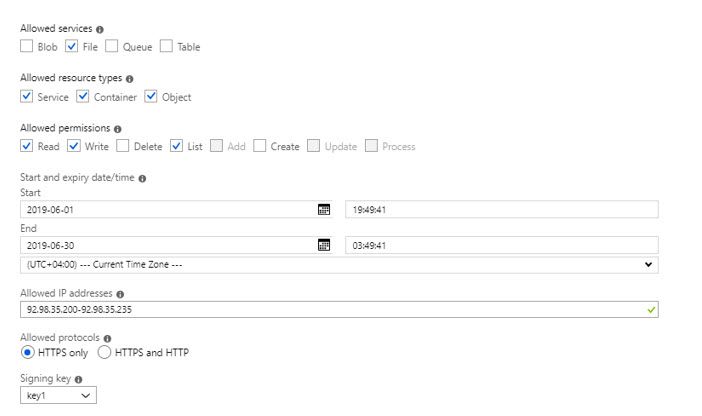 Allowed services
Blob File Queue Table
Allowed resource types
Service Container Object
Allowed permissions
Read Write Delete List Add Create Update Process
Start and expiry date/time
Start
2019-06-01 19:49:41
End
2019-06-30 03:49:41
(UTC+04:00) --- Current Time Zone ---
Allowed IP addresses
92.98.35.200-92.98.35.235
Allowed protocols
HTTPS only HTTPS and HTTP
Signing key
key1